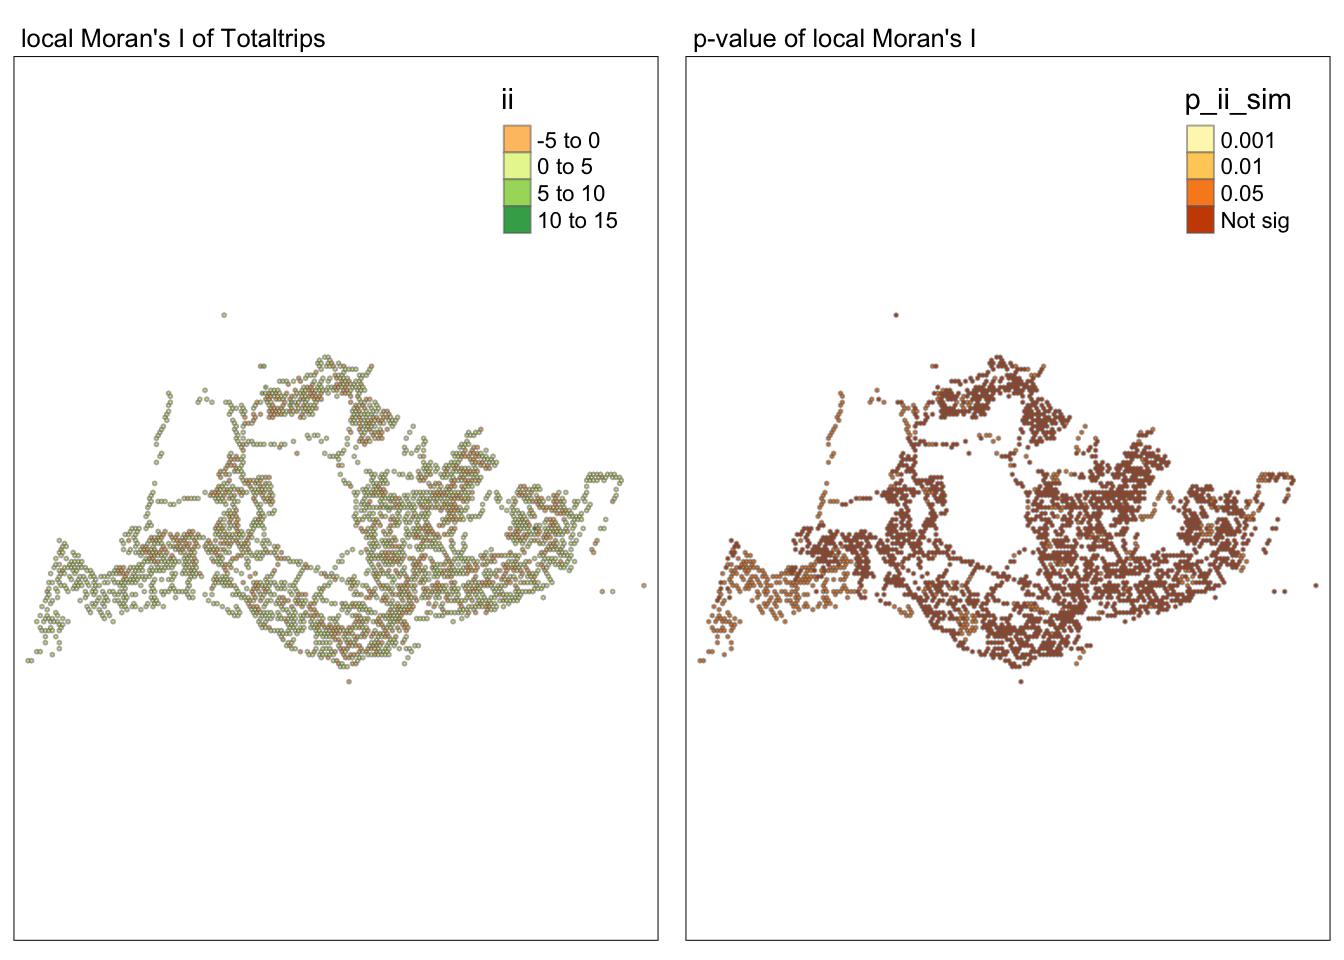 local Moran's I of Totaltrips
ii
-5 to 0
0 to 5
5 to 10
10 to 15
p-value of local Moran's I
p_ii_sim
0.001
0.01
0.05
Not sig